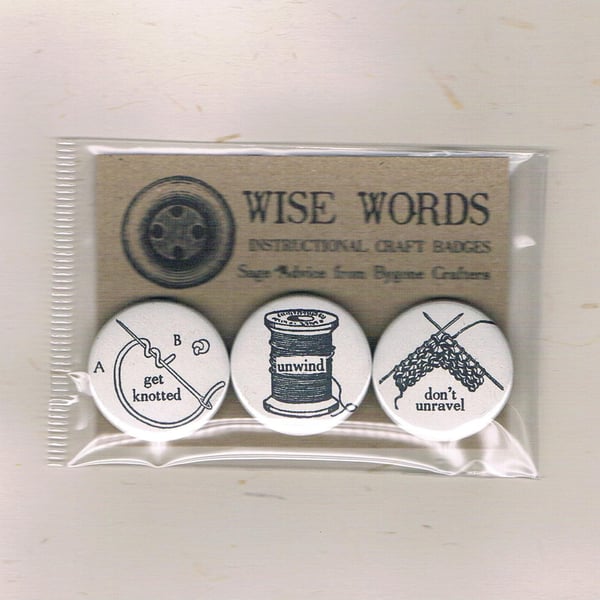 WISE WORDS
INSTRUCTIONAL CRAFT BADGES
Sage Advice from Bygone Crafters
A
B
get
knotted
unwind
don't
unravel